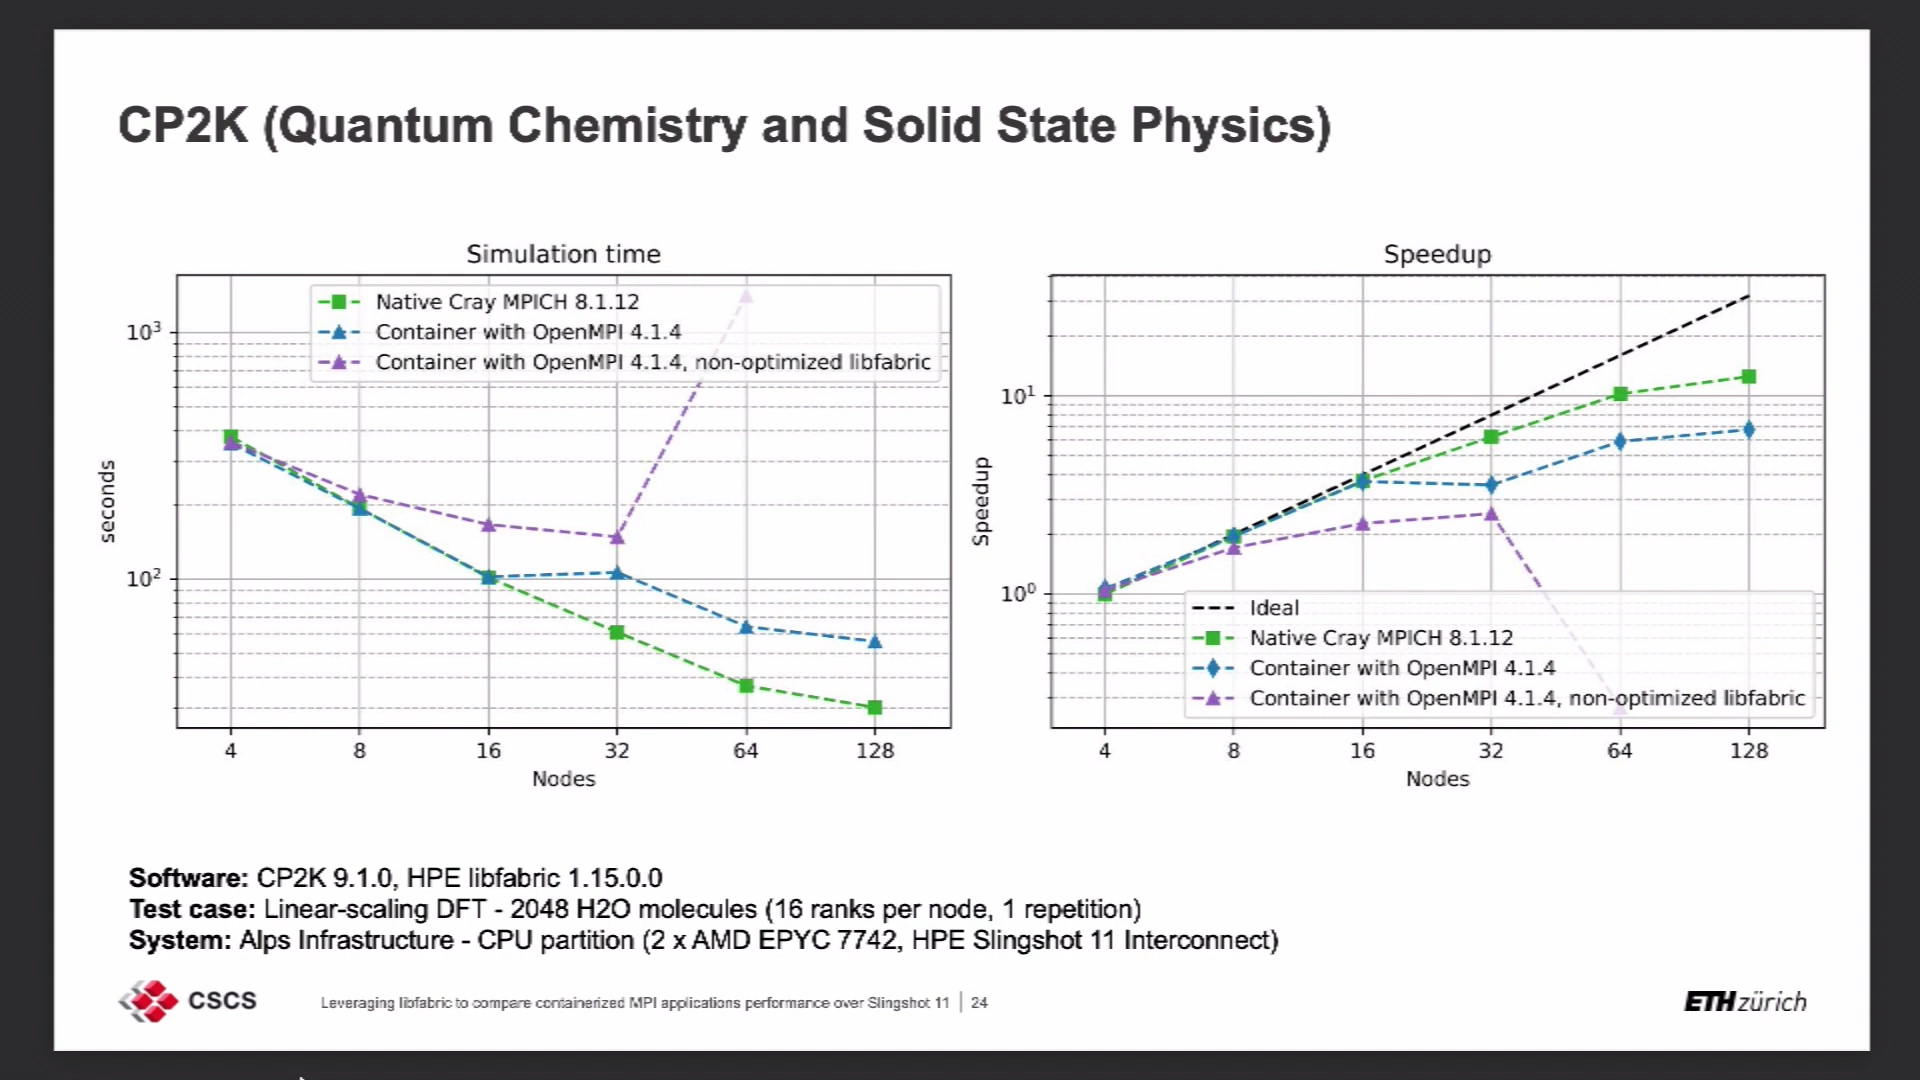 CP2K (Quantum Chemistry and Solid State Physics)
Simulation time
Native Cray MPICH 8.1.12
Container with OpenMPI 4.1.4
Container with OpenMPI 4.1.4, non-optimized libfabric
10³
10²
seconds
4 8 16 32 64 128
Nodes
Speedup
10¹
10⁰
Speedup
Ideal
Native Cray MPICH 8.1.12
Container with OpenMPI 4.1.4
Container with OpenMPI 4.1.4, non-optimized libfabric
4 8 16 32 64 128
Nodes
Software: CP2K 9.1.0, HPE libfabric 1.15.0.0
Test case: Linear-scaling DFT - 2048 H2O molecules (16 ranks per node, 1 repetition)
System: Alps Infrastructure - CPU partition (2 x AMD EPYC 7742, HPE Slingshot 11 Interconnect)
CSCS
Leveraging libfabric to compare containerized MPI applications performance over Slingshot 11 | 24
ETH zürich